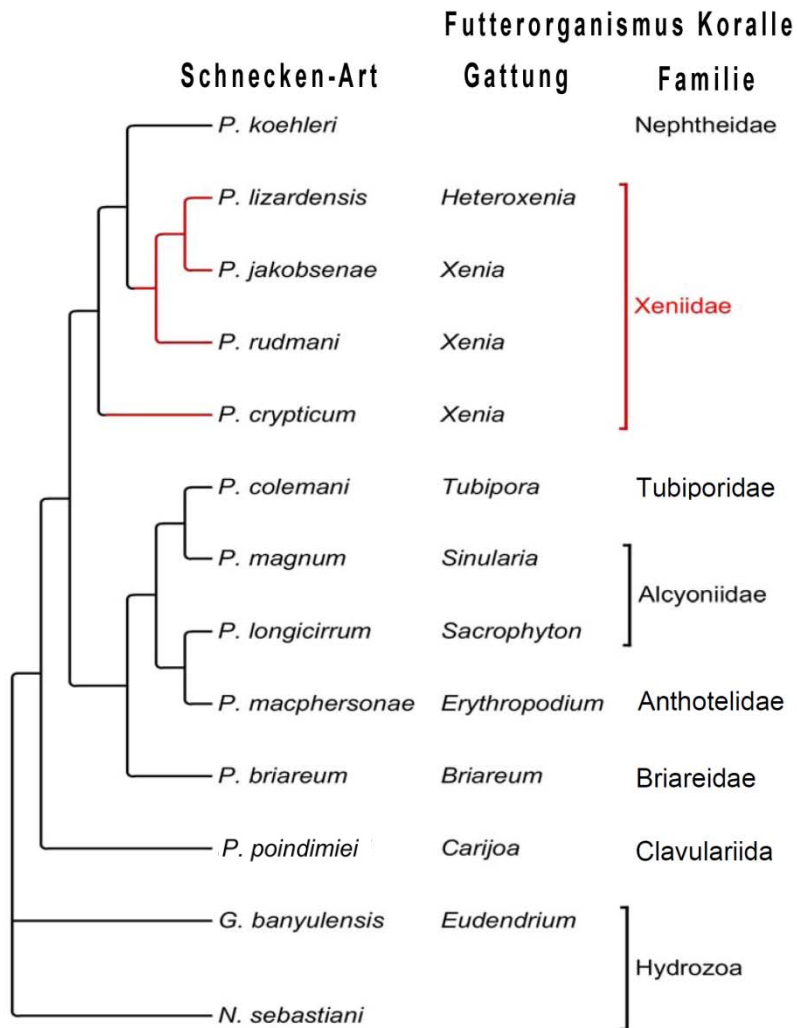 Futterorganismus Koralle
Schnecken-Art Gattung Familie
P. koehleri Nephtheidae
P. lizardensis Heteroxenia
P. jakobsenae Xenia
Xeniidae
P. rudmani Xenia
P. crypticum Xenia
P. colemani Tubipora Tubiporidae
P. magnum Sinularia
Alcyoniidae
P. longicirrum Sacrophyton
P. macphersonae Erythropodium Anthotelidae
P. briareum Briareum Briareidae
P. poindimiei Carijoa Clavulariida
G. banyulensis Eudendrium
Hydrozoa
N. sebastiani